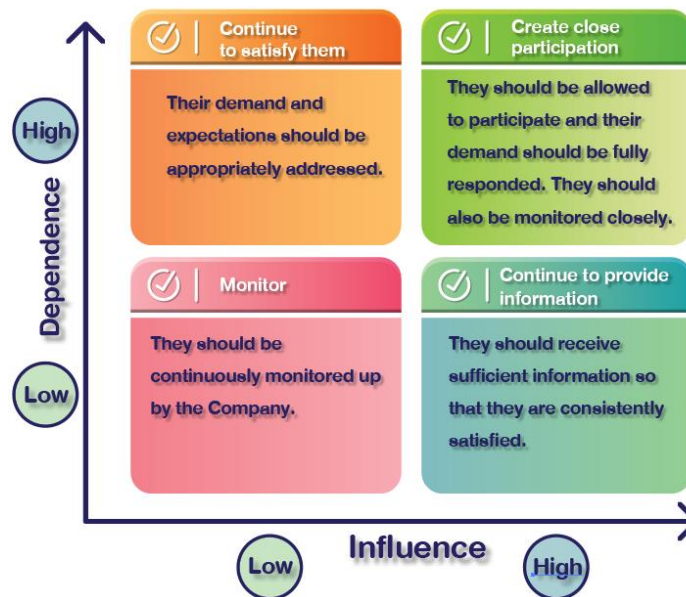 Continue
to satisfy them
Their demand and
expectations should be
appropriately addressed.
Create close
participation
They should be allowed
to participate and their
demand should be fully
responded. They should
also be monitored closely.
High
Dependence
Low
Monitor
They should be
continuously monitored up
by the Company.
Continue to provide
information
They should receive
sufficient information so
that they are consistently
satisfied.
Low
Influence
High